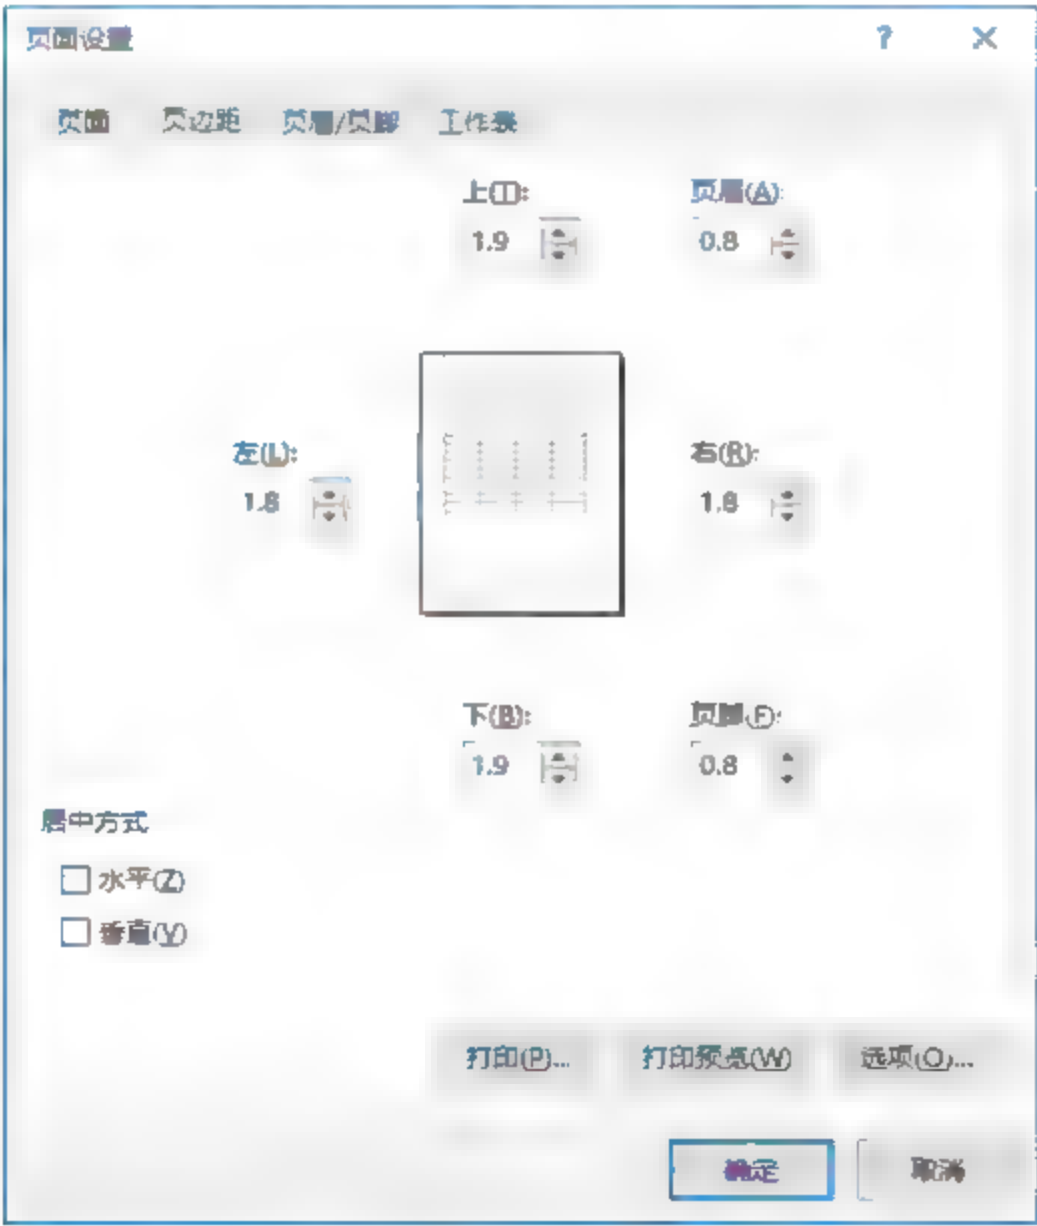 页面设置 ? ×
页面 页边距 页眉/页脚 工作表
上(T): 页眉(A):
1.9 0.8
左(L): 右(R):
1.8 1.8
下(B): 页脚(F):
1.9 0.8
居中方式
水平(Z)
垂直(V)
打印(P)... 打印预览(W) 选项(O)...
确定 取消